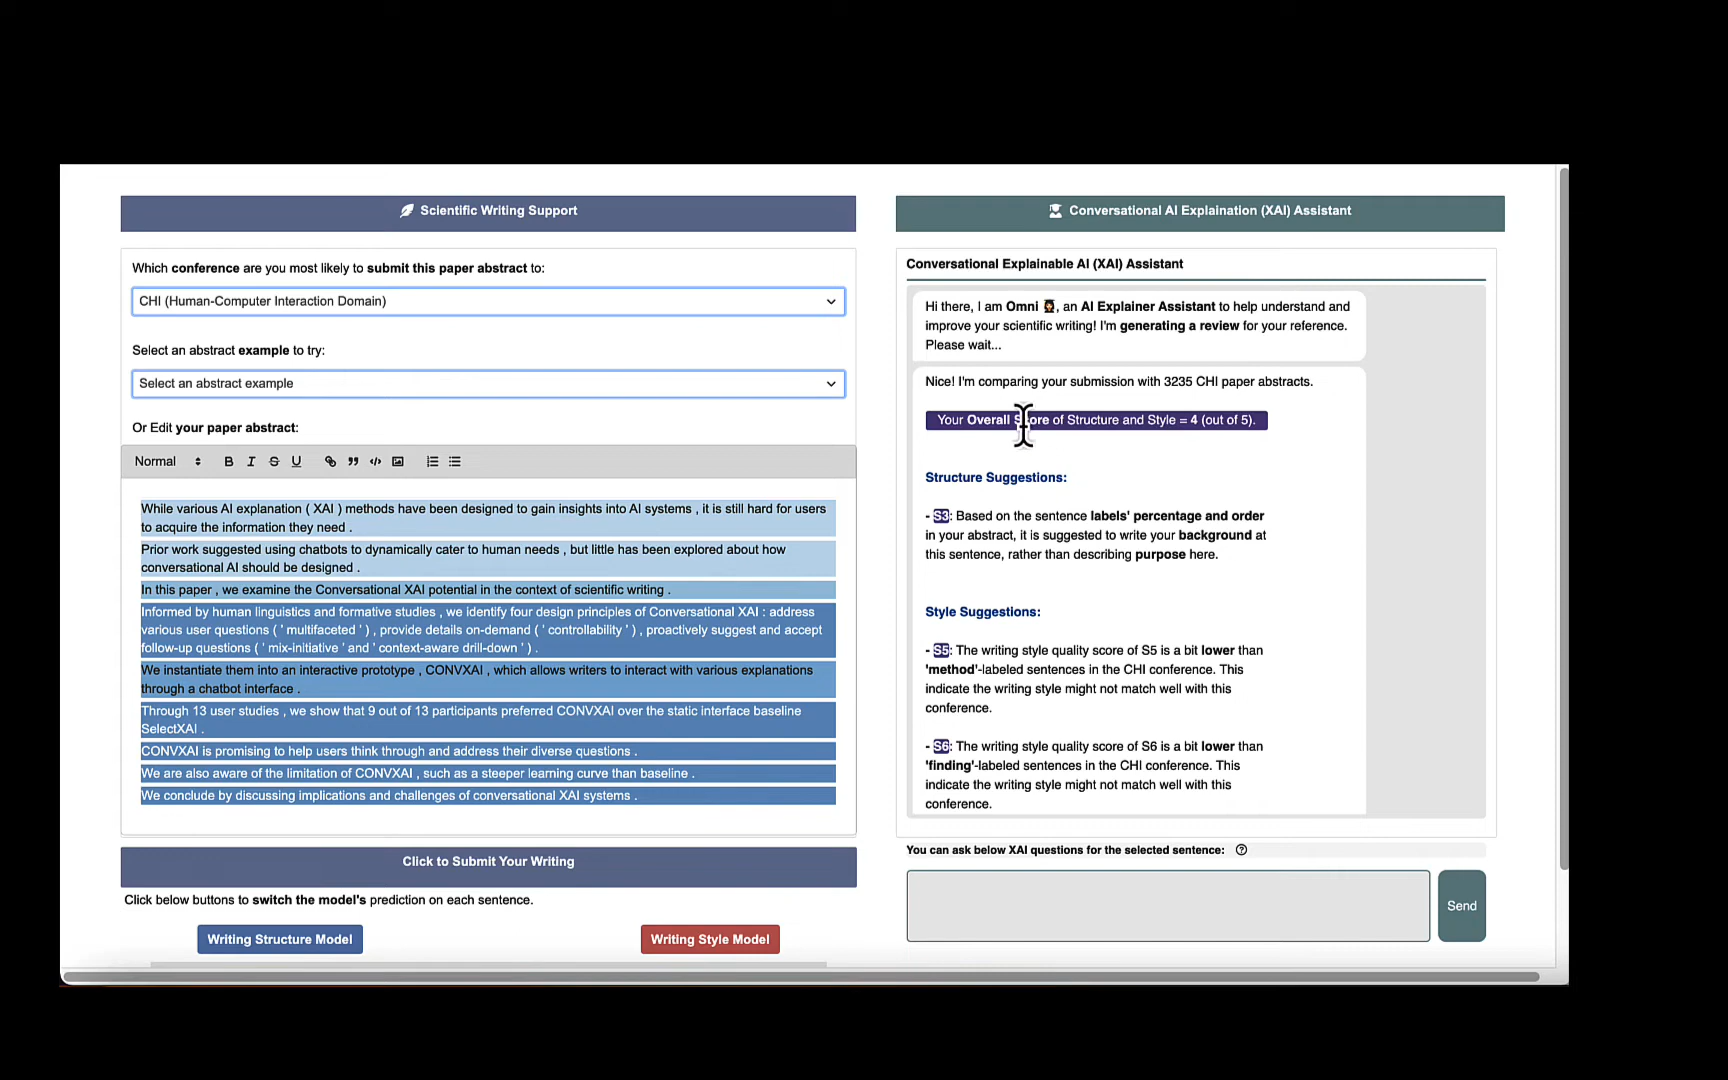 Scientific Writing Support
Which conference are you most likely to submit this paper abstract to:
CHI (Human-Computer Interaction Domain)
Select an abstract example to try:
Select an abstract example
Or Edit your paper abstract:
Normal
While various AI explanation ( XAI ) methods have been designed to gain insights into AI systems , it is still hard for users
to acquire the information they need .
Prior work suggested using chatbots to dynamically cater to human needs , but little has been explored about how
conversational AI should be designed .
In this paper , we examine the Conversational XAI potential in the context of scientific writing .
Informed by human linguistics and formative studies , we identify four design principles of Conversational XAI : address
various user questions ( ' multifaceted ' ) , provide details on-demand ( ' controllability ' ) , proactively suggest and accept
follow-up questions ( ' mix-initiative ' and ' context-aware drill-down ' ) .
We instantiate them into an interactive prototype , CONVXAI , which allows writers to interact with various explanations
through a chatbot interface .
Through 13 user studies , we show that 9 out of 13 participants preferred CONVXAI over the static interface baseline
SelectXAI .
CONVXAI is promising to help users think through and address their diverse questions .
We are also aware of the limitation of CONVXAI , such as a steeper learning curve than baseline .
We conclude by discussing implications and challenges of conversational XAI systems .
Click to Submit Your Writing
Click below buttons to switch the model's prediction on each sentence.
Writing Structure Model
Writing Style Model
Conversational AI Explaination (XAI) Assistant
Conversational Explainable AI (XAI) Assistant
Hi there, I am Omni , an AI Explainer Assistant to help understand and
improve your scientific writing! I'm generating a review for your reference.
Please wait...
Nice! I'm comparing your submission with 3235 CHI paper abstracts.
Your Overall Score of Structure and Style = 4 (out of 5).
Structure Suggestions:
- S3: Based on the sentence labels' percentage and order
in your abstract, it is suggested to write your background at
this sentence, rather than describing purpose here.
Style Suggestions:
- S5: The writing style quality score of S5 is a bit lower than
'method'-labeled sentences in the CHI conference. This
indicate the writing style might not match well with this
conference.
- S6: The writing style quality score of S6 is a bit lower than
'finding'-labeled sentences in the CHI conference. This
indicate the writing style might not match well with this
conference.
You can ask below XAI questions for the selected sentence:
Send